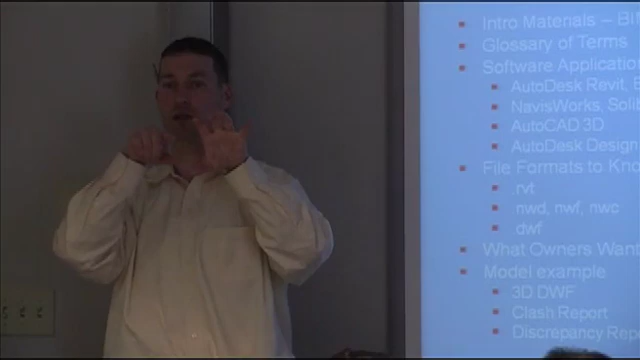 Intro Materials – BI
Glossary of Terms
Software Application
AutoDesk Revit,
NavisWorks, Soli
AutoCAD 3D
AutoDesk Design
File Formats to Kno
rvt
nwd, nwf, nwc
dwf
What Owners Want
Model example
3D DWF
Clash Report
Discrepancy Rep